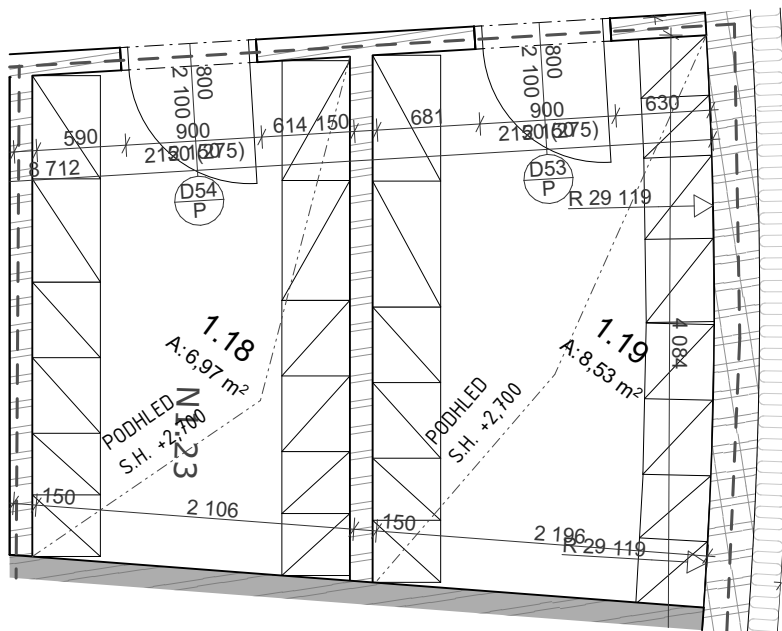 800
2 100
800
2 100
590
900
614
150
681
900
630
8 712
D54
P
D53
P
R 29 119
1.18
A:6,97 m²
1.19
A:8,53 m²
4 084
PODHLED
S.H. +2,700
PODHLED
S.H. +2,700
150
2 106
150
2 196
R 29 119